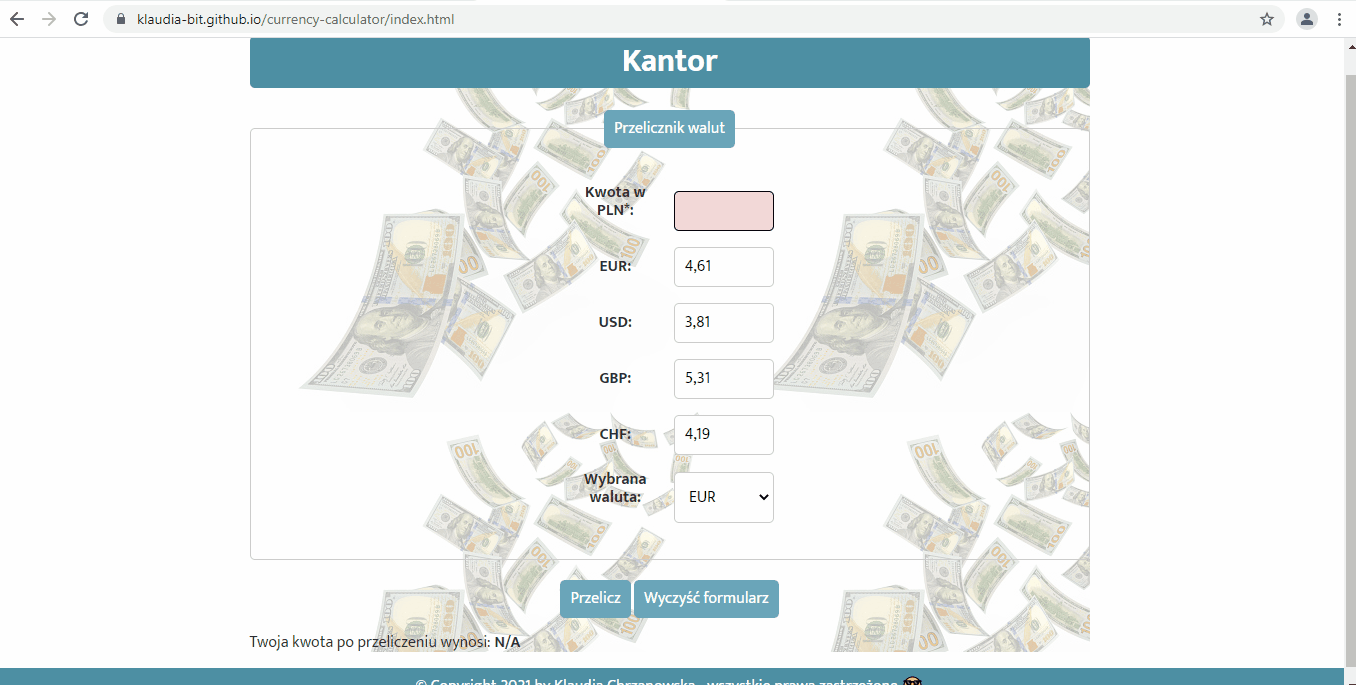 klaudia-bit.github.io/currency-calculator/index.html
Kantor
Przelicznik walut
Kwota w
PLN*:
EUR: 4,61
USD: 3,81
GBP: 5,31
CHF: 4,19
Wybrana
waluta: EUR
Przelicz Wyczyść formularz
Twoja kwota po przeliczeniu wynosi: N/A
© Copyright 2021 by Klaudia Chrzanowska - wszystkie prawa zastrzeżone